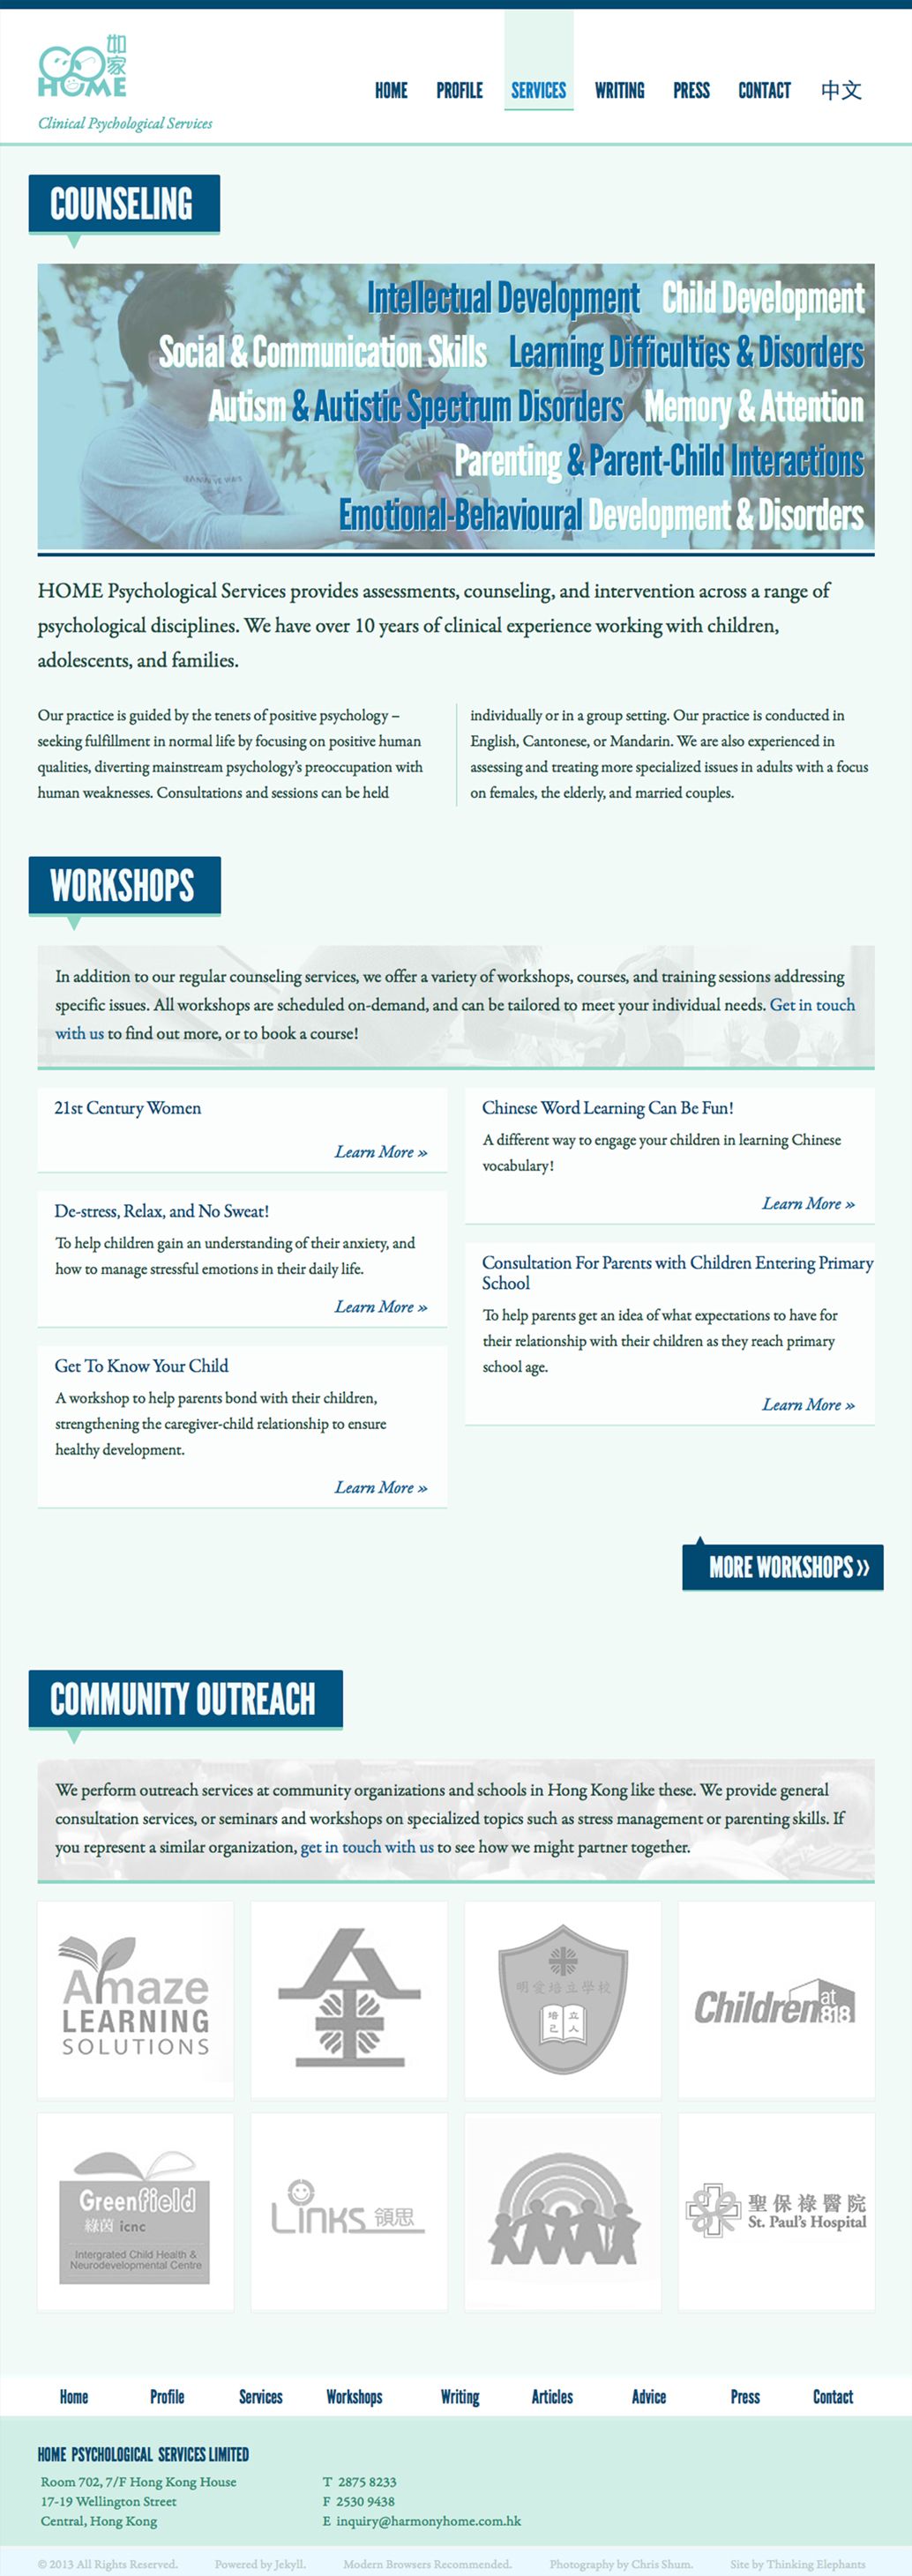 如家
HOME
Clinical Psychological Services
HOME PROFILE SERVICES WRITING PRESS CONTACT 中文
COUNSELING
Intellectual Development Child Development
Social & Communication Skills Learning Difficulties & Disorders
Autism & Autistic Spectrum Disorders Memory & Attention
Parenting & Parent-Child Interactions
Emotional-Behavioural Development & Disorders
HOME Psychological Services provides assessments, counseling, and intervention across a range of
psychological disciplines. We have over 10 years of clinical experience working with children,
adolescents, and families.
Our practice is guided by the tenets of positive psychology –
seeking fulfillment in normal life by focusing on positive human
qualities, diverting mainstream psychology's preoccupation with
human weaknesses. Consultations and sessions can be held
individually or in a group setting. Our practice is conducted in
English, Cantonese, or Mandarin. We are also experienced in
assessing and treating more specialized issues in adults with a focus
on females, the elderly, and married couples.
WORKSHOPS
In addition to our regular counseling services, we offer a variety of workshops, courses, and training sessions addressing
specific issues. All workshops are scheduled on-demand, and can be tailored to meet your individual needs. Get in touch
with us to find out more, or to book a course!
21st Century Women
Learn More »
De-stress, Relax, and No Sweat!
To help children gain an understanding of their anxiety, and
how to manage stressful emotions in their daily life.
Learn More »
Get To Know Your Child
A workshop to help parents bond with their children,
strengthening the caregiver-child relationship to ensure
healthy development.
Learn More »
Chinese Word Learning Can Be Fun!
A different way to engage your children in learning Chinese
vocabulary!
Learn More »
Consultation For Parents with Children Entering Primary
School
To help parents get an idea of what expectations to have for
their relationship with their children as they reach primary
school age.
Learn More »
MORE WORKSHOPS »
COMMUNITY OUTREACH
We perform outreach services at community organizations and schools in Hong Kong like these. We provide general
consultation services, or seminars and workshops on specialized topics such as stress management or parenting skills. If
you represent a similar organization, get in touch with us to see how we might partner together.
Amaze
LEARNING
SOLUTIONS
明愛培立學校
培 立
己 人
Children at 818
Greenfield
綠茵 icnc
Intergrated Child Health &
Neurodevelopmental Centre
LINKS 領思
聖保祿醫院
St. Paul's Hospital
Home Profile Services Workshops Writing Articles Advice Press Contact
HOME PSYCHOLOGICAL SERVICES LIMITED
Room 702, 7/F Hong Kong House
17-19 Wellington Street
Central, Hong Kong
T 2875 8233
F 2530 9438
E inquiry@harmonyhome.com.hk
© 2013 All Rights Reserved. Powered by Jekyll. Modern Browsers Recommended. Photography by Chris Shum. Site by Thinking Elephants